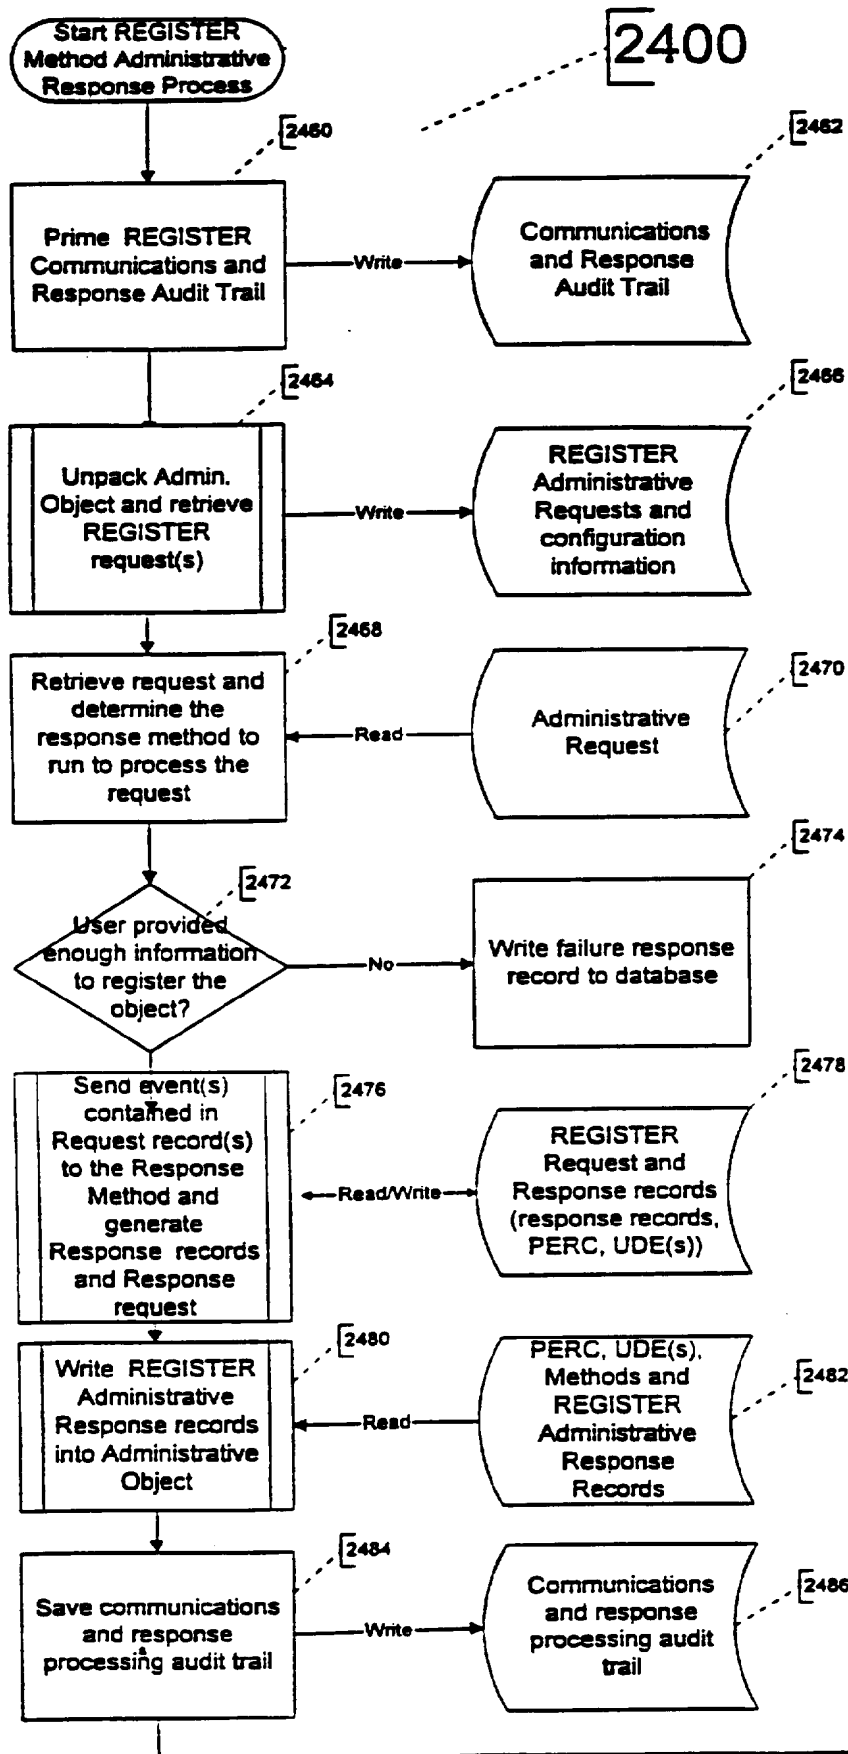 Start REGISTER
Method Administrative
Response Process
2400
2460
2462
Prime REGISTER
Communications and
Response Audit Trail
Write
Communications
and Response
Audit Trail
2464
2466
Unpack Admin.
Object and retrieve
REGISTER
request(s)
Write
REGISTER
Administrative
Requests and
configuration
information
2468
2470
Retrieve request and
determine the
response method to
run to process the
request
Read
Administrative
Request
2472
2474
User provided
enough information
to register the
object?
No
Write failure response
record to database
2476
2478
Send event(s)
contained in
Request record(s)
to the Response
Method and
generate
Response records
and Response
request
Read/Write
REGISTER
Request and
Response records
(response records,
PERC, UDE(s))
2480
2482
Write REGISTER
Administrative
Response records
into Administrative
Object
Read
PERC, UDE(s),
Methods and
REGISTER
Administrative
Response
Records
2484
2486
Save communications
and response
processing audit trail
Write
Communications
and response
processing audit
trail